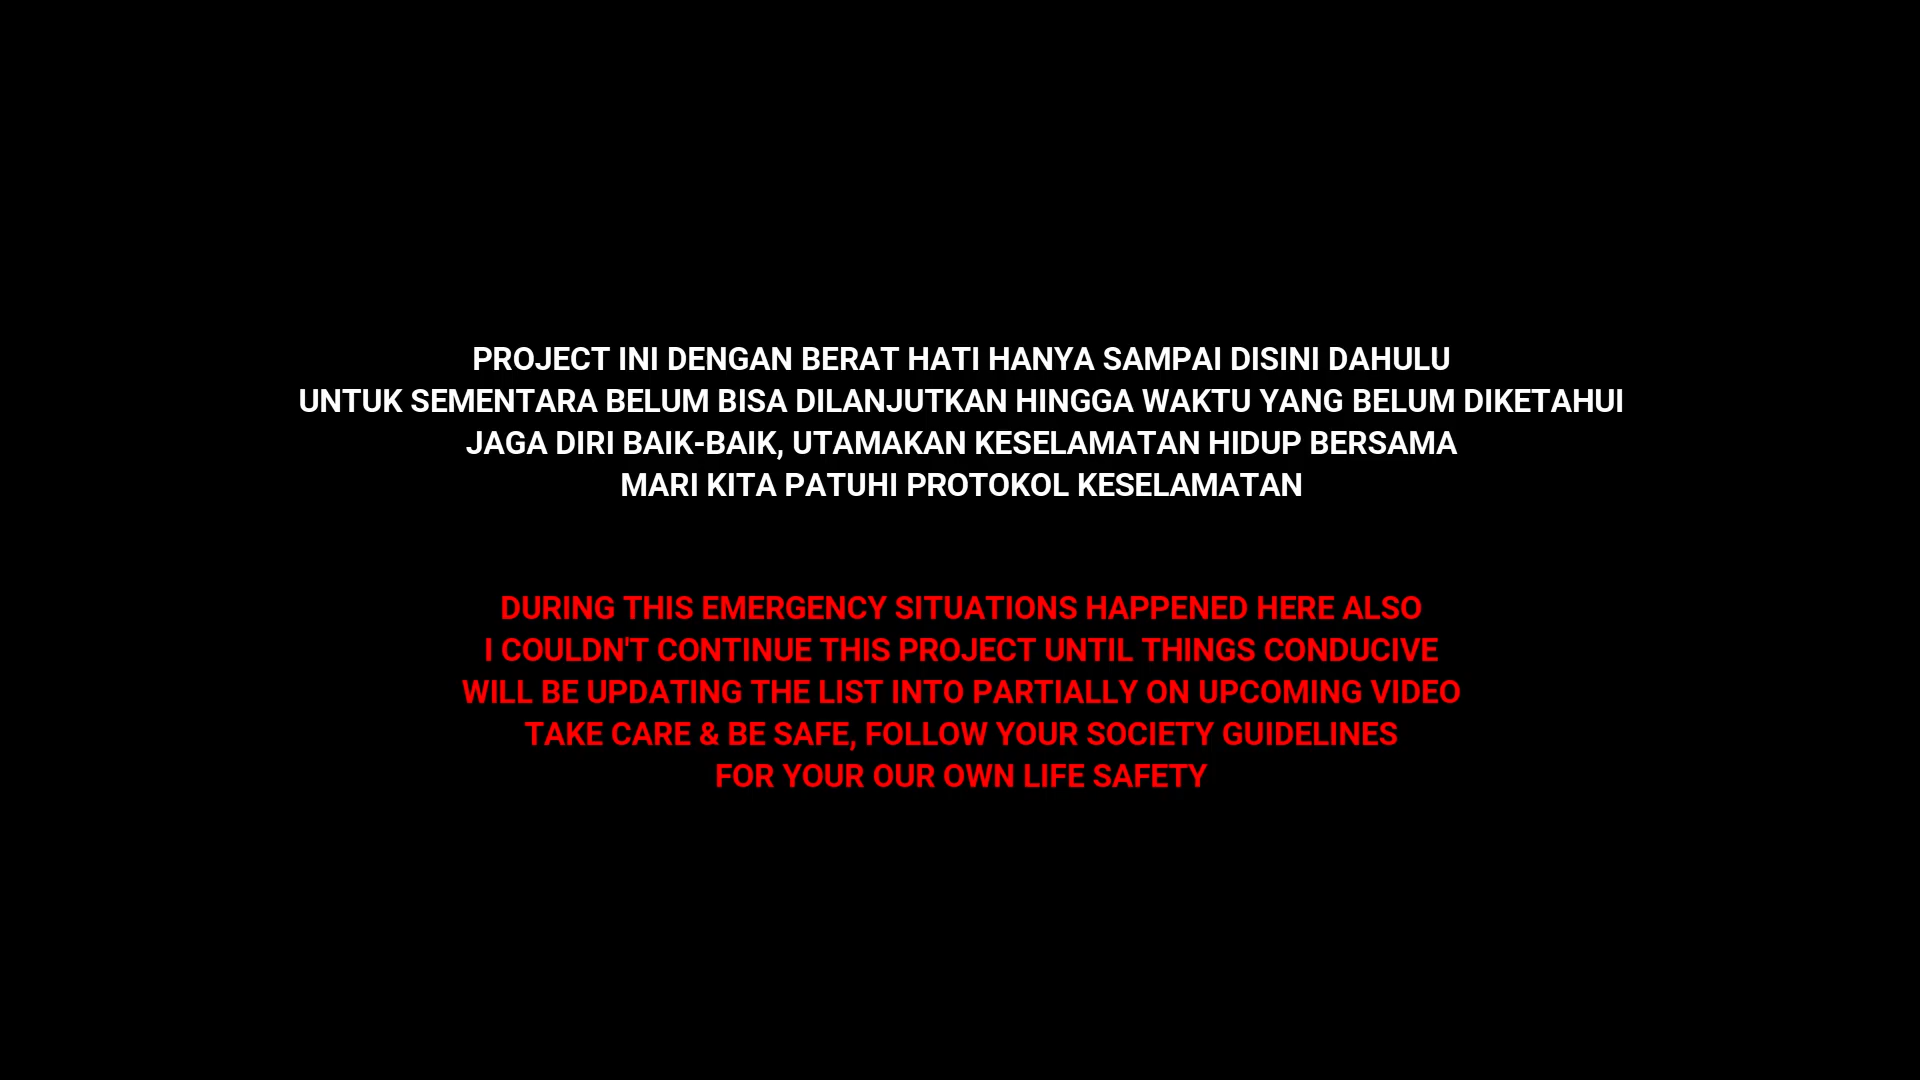 PROJECT INI DENGAN BERAT HATI HANYA SAMPAI DISINI DAHULU
UNTUK SEMENTARA BELUM BISA DILANJUTKAN HINGGA WAKTU YANG BELUM DIKETAHUI
JAGA DIRI BAIK-BAIK, UTAMAKAN KESELAMATAN HIDUP BERSAMA
MARI KITA PATUHI PROTOKOL KESELAMATAN
DURING THIS EMERGENCY SITUATIONS HAPPENED HERE ALSO
I COULDN'T CONTINUE THIS PROJECT UNTIL THINGS CONDUCIVE
WILL BE UPDATING THE LIST INTO PARTIALLY ON UPCOMING VIDEO
TAKE CARE & BE SAFE, FOLLOW YOUR SOCIETY GUIDELINES
FOR YOUR OUR OWN LIFE SAFETY